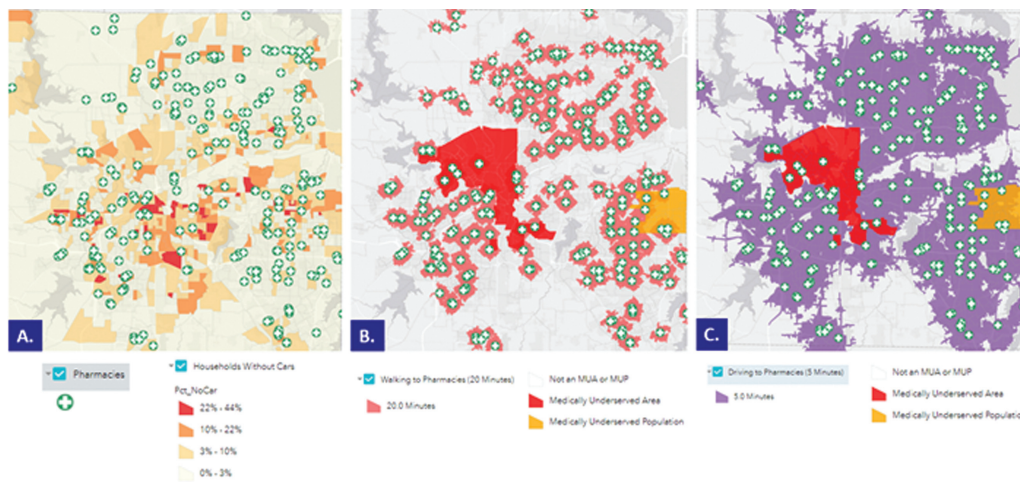 A.
B.
C.
Pharmacies
Households Without Cars
Pct_NoCar
22% - 44%
10% - 22%
3% - 10%
0% - 3%
Walking to Pharmacies (20 Minutes)
20.0 Minutes
Not an MUA or MUP
Medically Underserved Area
Medically Underserved Population
Driving to Pharmacies (5 Minutes)
5.0 Minutes
Not an MUA or MUP
Medically Underserved Area
Medically Underserved Populatio